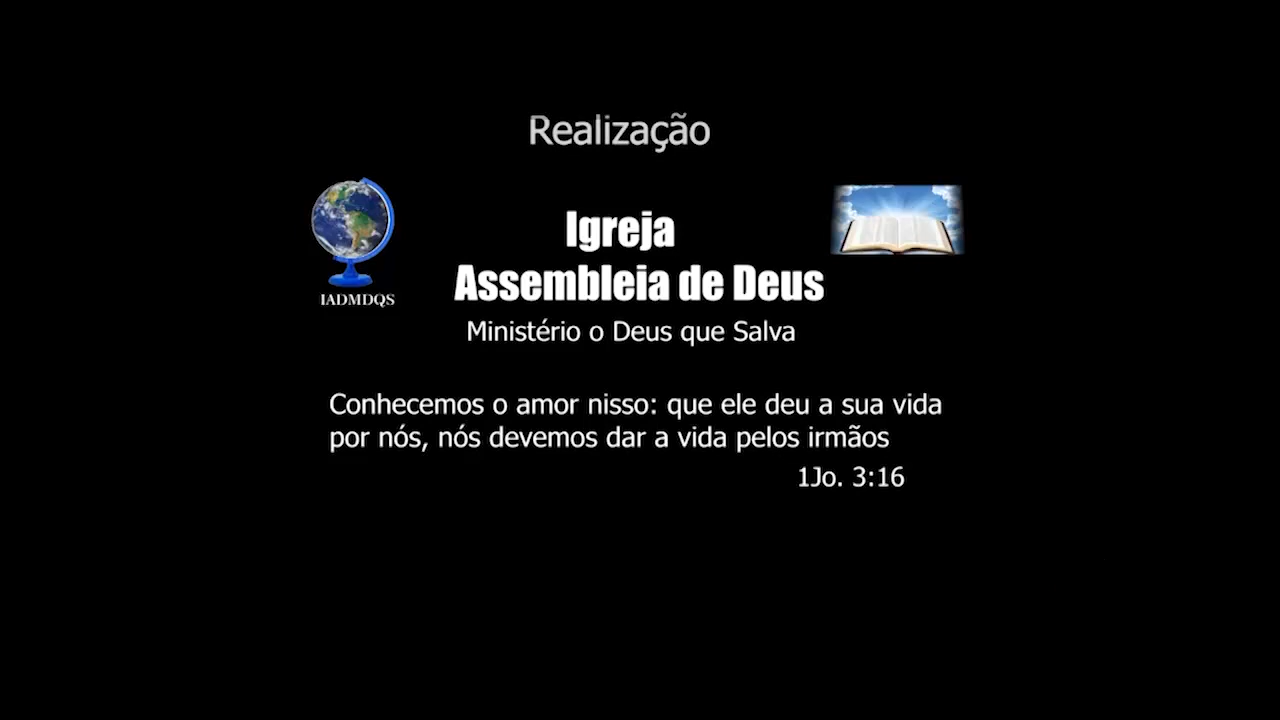 Realização
Igreja
Assembleia de Deus
IADMDQS
Ministério o Deus que Salva
Conhecemos o amor nisso: que ele deu a sua vida
por nós, nós devemos dar a vida pelos irmãos
1Jo. 3:16